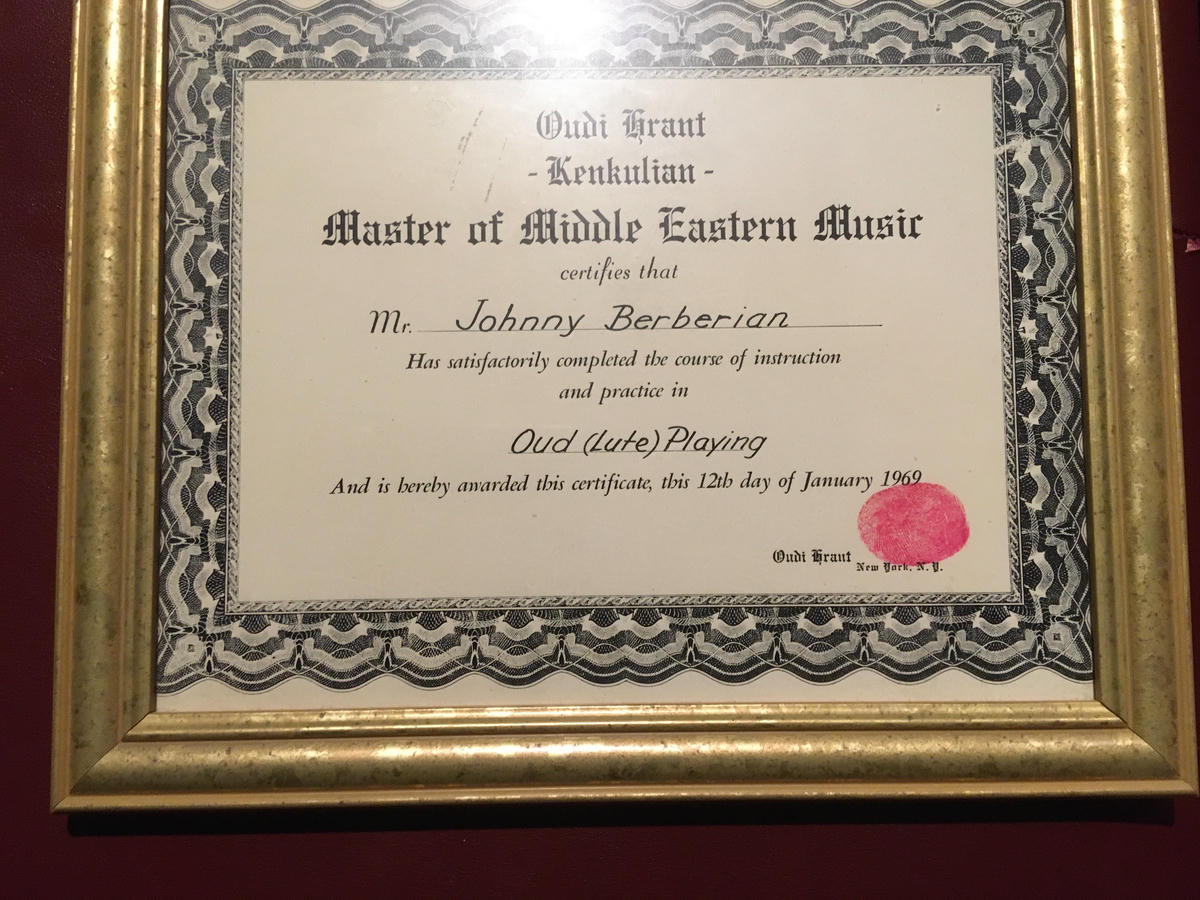 Oudi Hrant
- Kenkulian -
Master of Middle Eastern Music
certifies that
Mr. Johnny Berberian
Has satisfactorily completed the course of instruction
and practice in
Oud (Lute) Playing
And is hereby awarded this certificate, this 12th day of January 1969
Oudi Hrant
New York, N.Y.